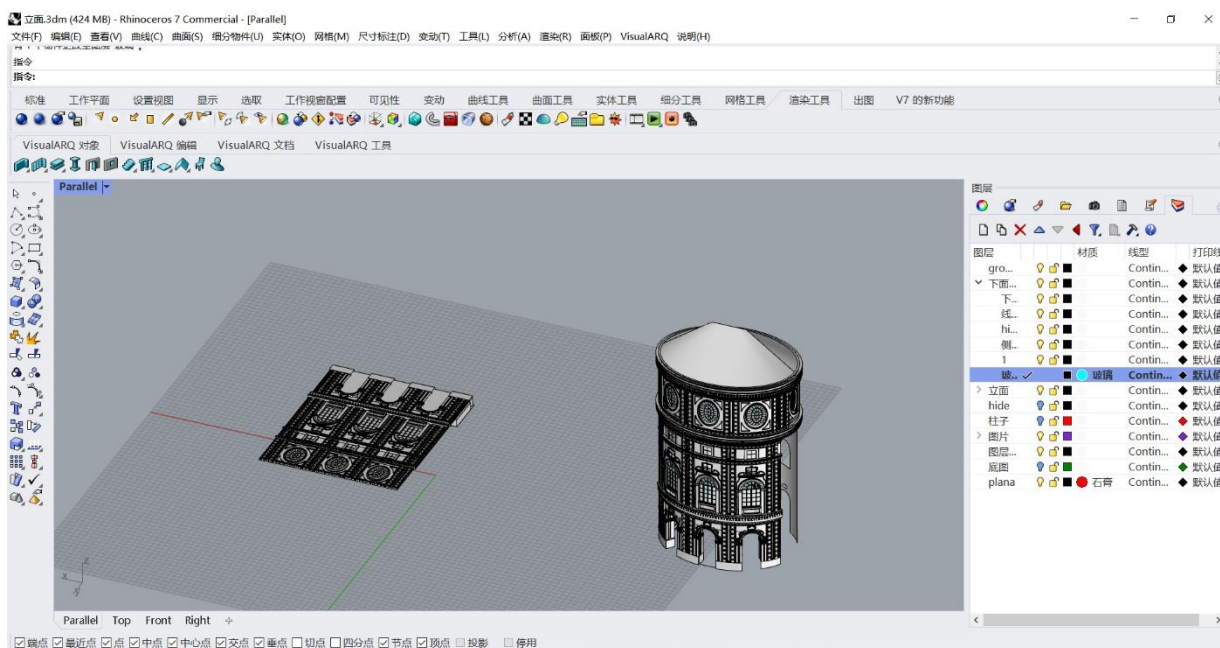 立面.3dm (424 MB) - Rhinoceros 7 Commercial - [Parallel]
文件(F) 编辑(E) 查看(V) 曲线(C) 曲面(S) 细分物件(U) 实体(O) 网格(M) 尺寸标注(D) 变动(T) 工具(L) 分析(A) 渲染(R) 面板(P) VisualARQ 说明(H)
指令
指令:
标准 工作平面 设置视图 显示 选取 工作视窗配置 可见性 变动 曲线工具 曲面工具 实体工具 细分工具 网格工具 渲染工具 出图 V7 的新功能
VisualARQ 对象 VisualARQ 编辑 VisualARQ 文档 VisualARQ 工具
Parallel
图层
图层 材质 线型 打印线
gro... Contin... 默认值
下面... Contin... 默认值
下... Contin... 默认值
线... Contin... 默认值
hi... Contin... 默认值
侧... Contin... 默认值
1 Contin... 默认值
玻... 玻璃 Contin... 默认值
立面 Contin... 默认值
hide Contin... 默认值
柱子 Contin... 默认值
图片 Contin... 默认值
图层... Contin... 默认值
底图 Contin... 默认值
plana 石膏 Contin... 默认值
z
x
y
Parallel Top Front Right
端点 最近点 点 中点 中心点 交点 垂点 切点 四分点 节点 顶点 投影 停用